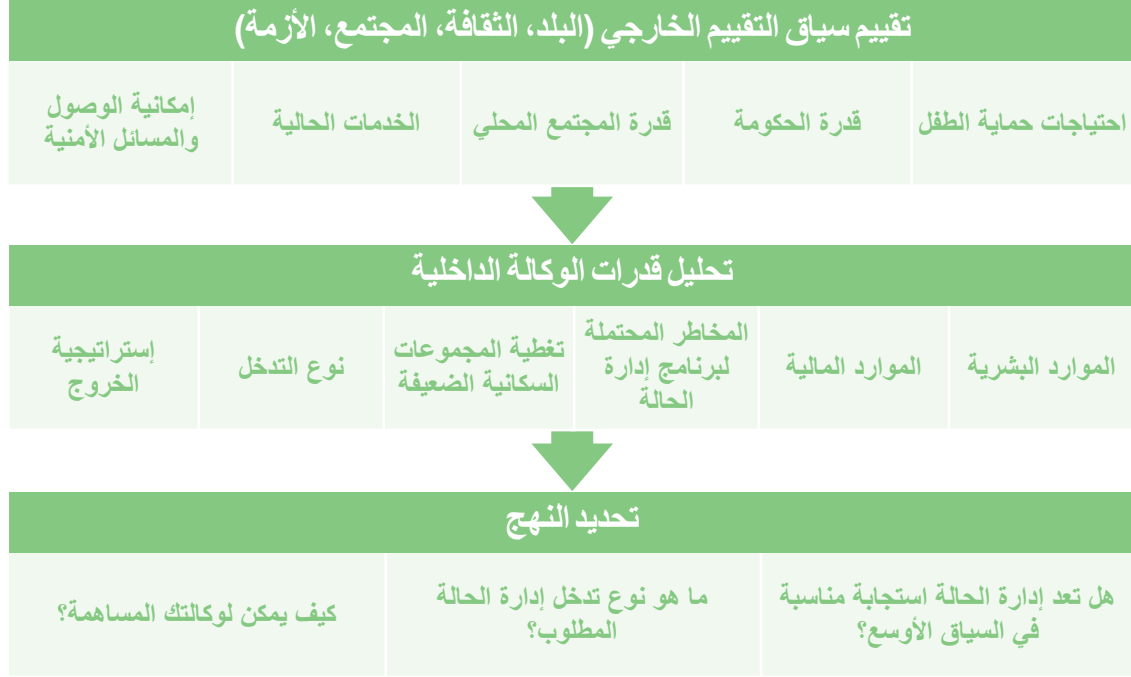 تقييم سياق التقييم الخارجي (البلد، الثقافة، المجتمع، الأزمة)
احتياجات حماية الطفل
قدرة الحكومة
قدرة المجتمع المحلي
الخدمات الحالية
إمكانية الوصول
والمسائل الأمنية
تحليل قدرات الوكالة الداخلية
الموارد البشرية
الموارد المالية
المخاطر المحتملة
لبرنامج إدارة
الحالة
تغطية المجموعات
السكانية الضعيفة
نوع التدخل
إستراتيجية
الخروج
تحديد النهج
هل تعد إدارة الحالة استجابة مناسبة
في السياق الأوسع؟
ما هو نوع تدخل إدارة الحالة
المطلوب؟
كيف يمكن لوكالتك المساهمة؟